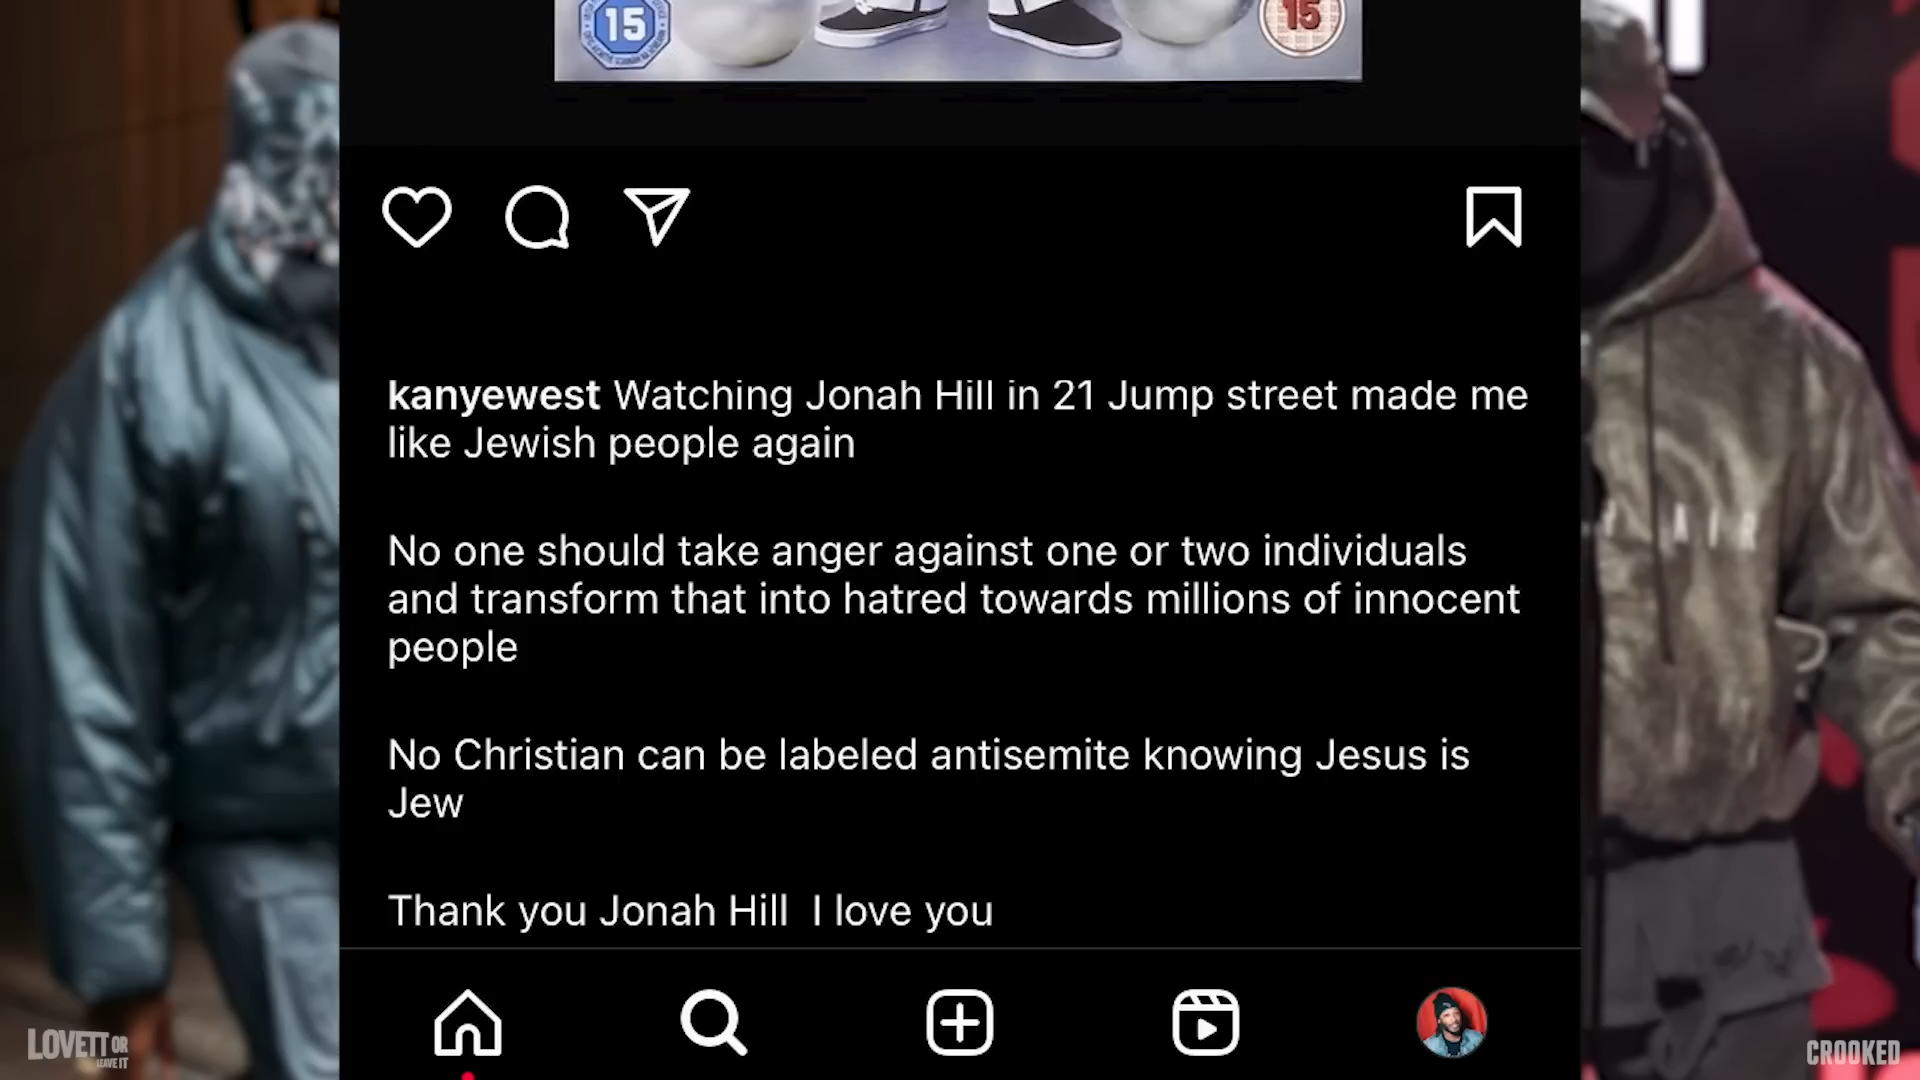 15
15
kanyewest Watching Jonah Hill in 21 Jump street made me
like Jewish people again
No one should take anger against one or two individuals
and transform that into hatred towards millions of innocent
people
No Christian can be labeled antisemite knowing Jesus is
Jew
Thank you Jonah Hill I love you
LOVETT OR
LEAVE IT
CROOKED